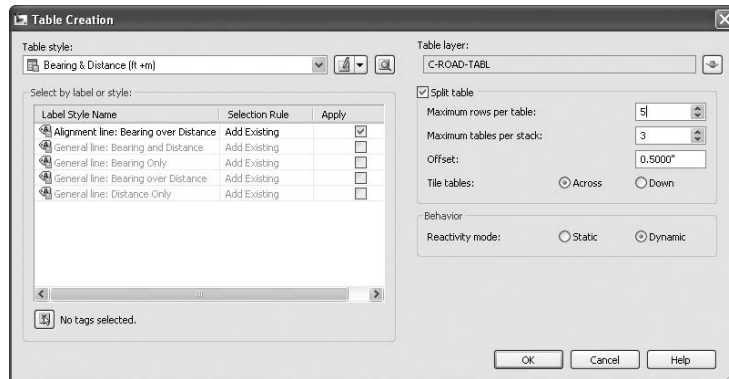 Table Creation
Table style:
Bearing & Distance (ft +m)
Select by label or style:
Label Style Name Selection Rule Apply
Alignment line: Bearing over Distance Add Existing
General line: Bearing and Distance Add Existing
General line: Bearing Only Add Existing
General line: Bearing over Distance Add Existing
General line: Distance Only Add Existing
No tags selected.
Table layer:
C-ROAD-TABL
Split table
Maximum rows per table: 5
Maximum tables per stack: 3
Offset: 0.5000"
Tile tables: Across Down
Behavior
Reactivity mode: Static Dynamic
OK Cancel Help